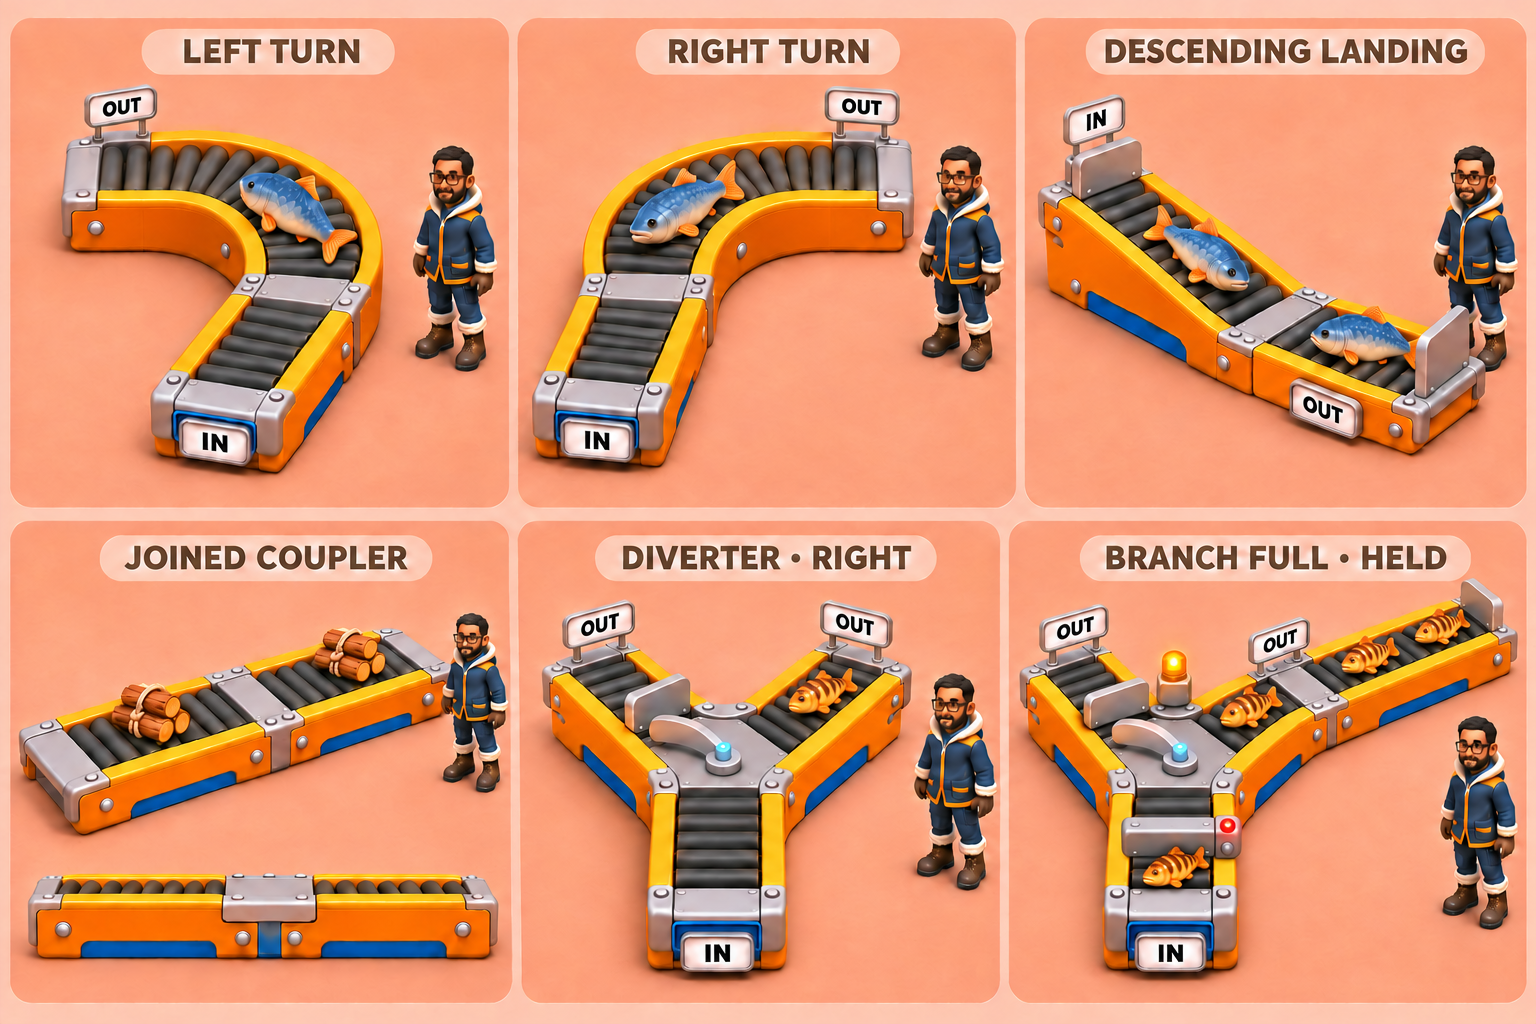 LEFT TURN
OUT
IN
RIGHT TURN
OUT
IN
DESCENDING LANDING
IN
OUT
JOINED COUPLER
DIVERTER • RIGHT
OUT
OUT
IN
BRANCH FULL • HELD
OUT
OUT
IN